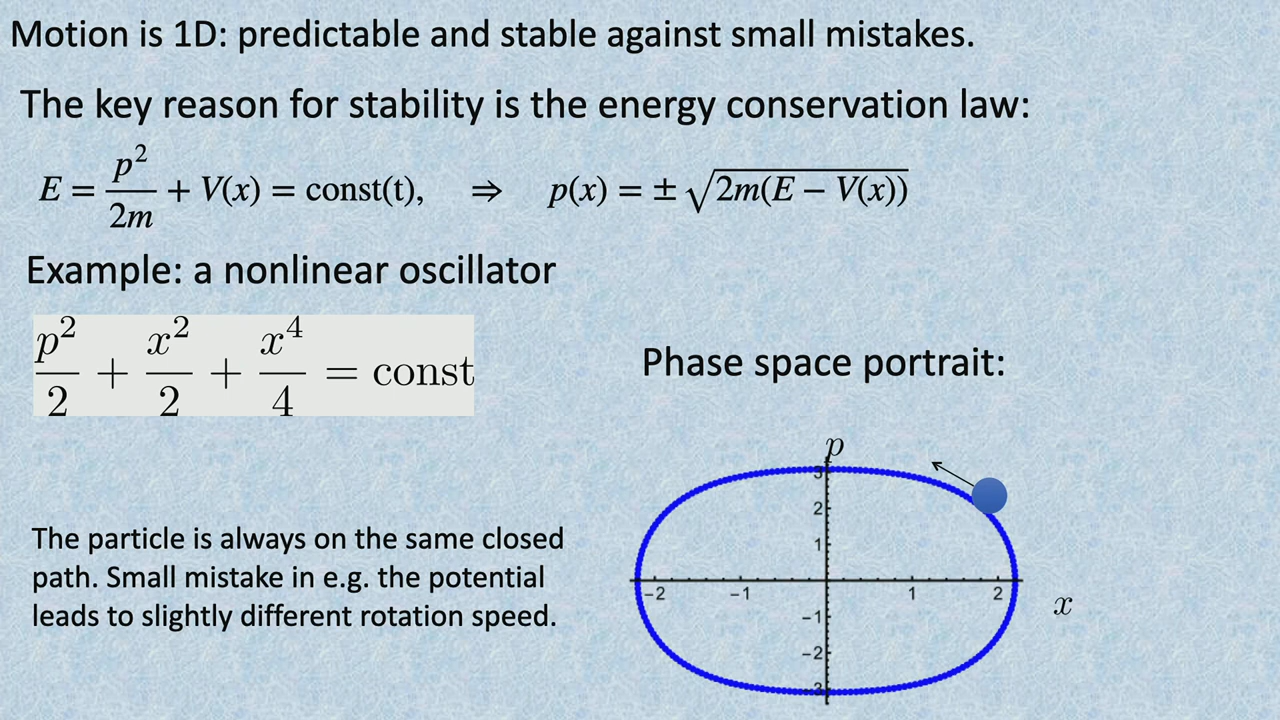 Motion is 1D: predictable and stable against small mistakes.
The key reason for stability is the energy conservation law:
E = p²/2m + V(x) = const(t), ⇒ p(x) = ± √(2m(E − V(x)))
Example: a nonlinear oscillator
p²/2 + x²/2 + x⁴/4 = const
Phase space portrait:
p
3
2
1
−2 −1 1 2
x
−1
−2
−3
The particle is always on the same closed
path. Small mistake in e.g. the potential
leads to slightly different rotation speed.